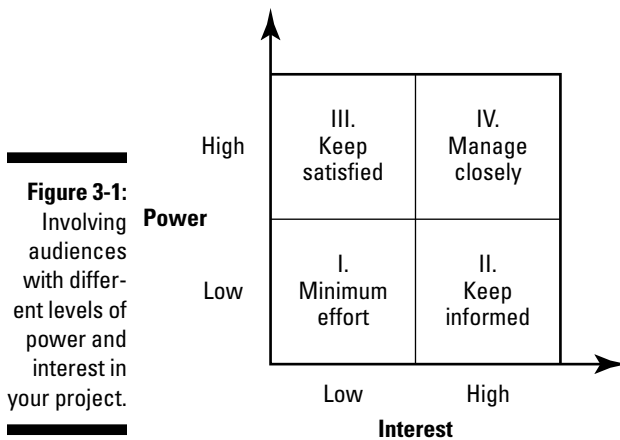 Figure 3-1:
Involving
audiences
with differ-
ent levels of
power and
interest in
your project.
Power
High
Low
III.
Keep
satisfied
IV.
Manage
closely
I.
Minimum
effort
II.
Keep
informed
Low
High
Interest